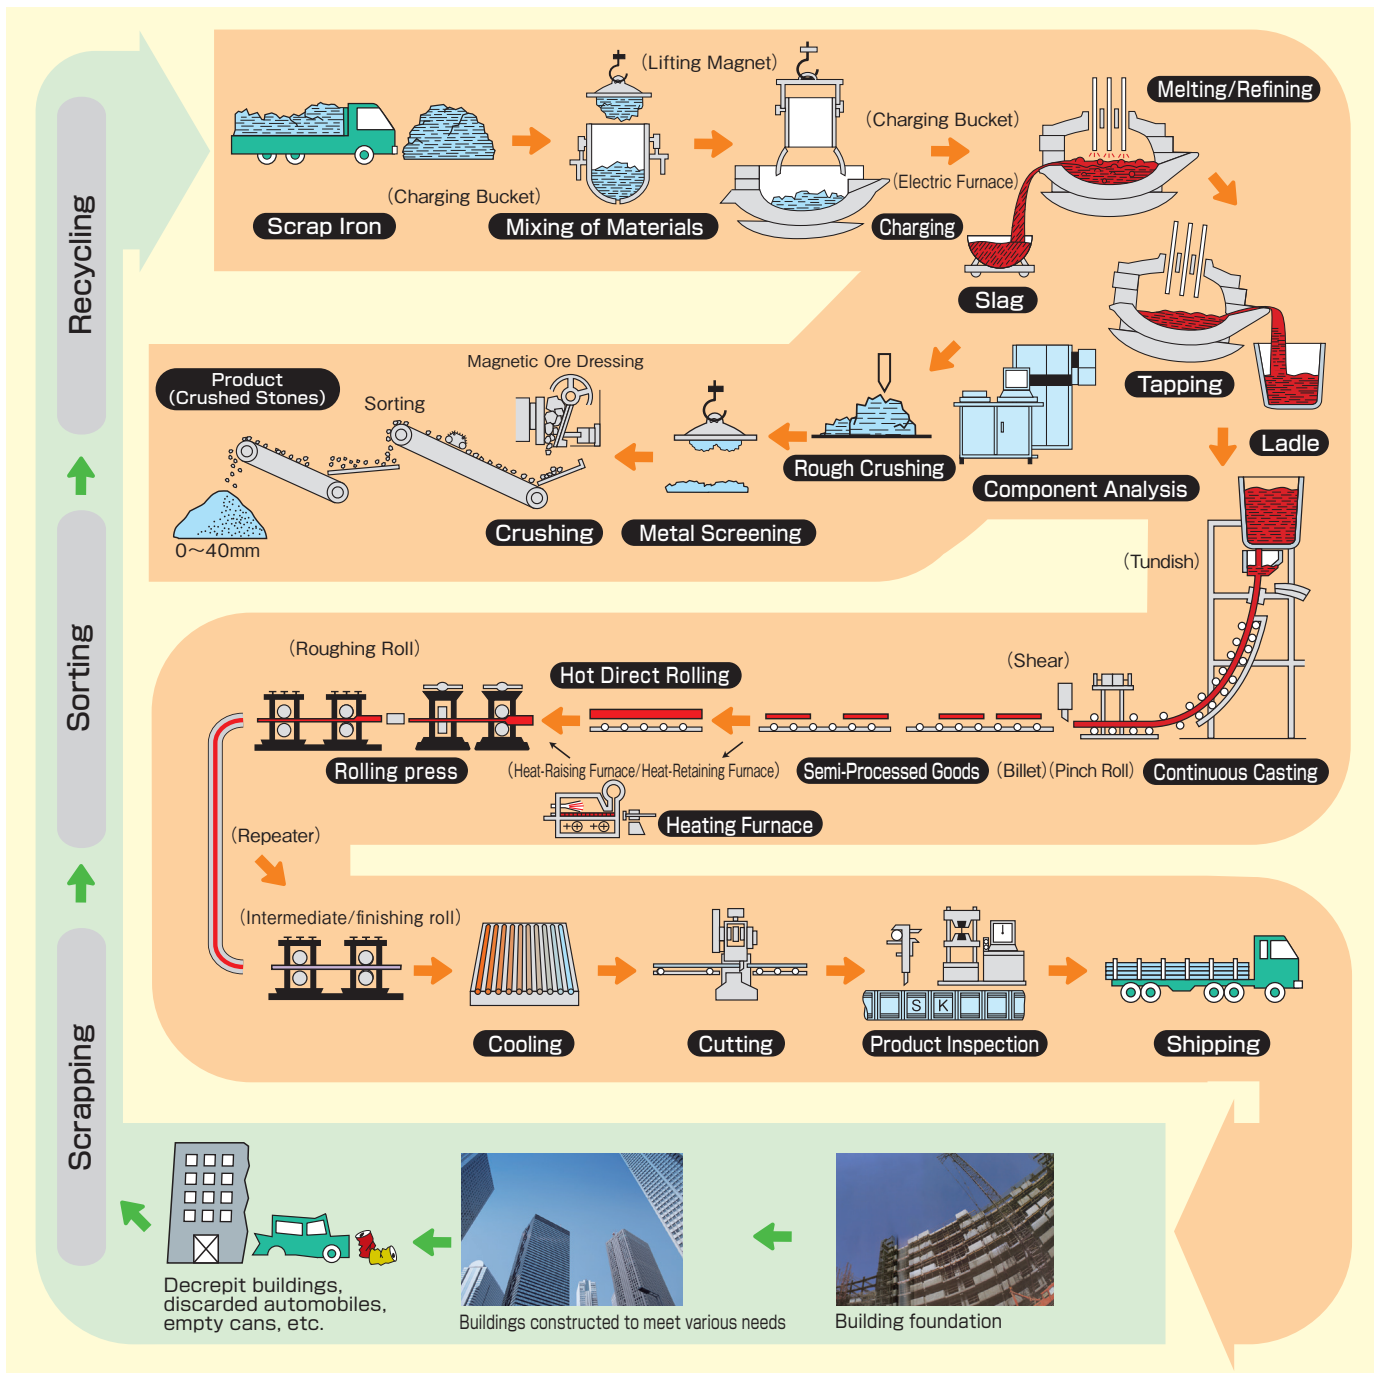 Recycling
Sorting
Scrapping
Scrap Iron
(Charging Bucket)
(Lifting Magnet)
Mixing of Materials
(Charging Bucket)
(Electric Furnace)
Charging
Melting/Refining
Slag
Tapping
Ladle
Component Analysis
Rough Crushing
Metal Screening
Magnetic Ore Dressing
Crushing
Sorting
Product
(Crushed Stones)
0～40mm
(Tundish)
(Shear)
Continuous Casting
(Pinch Roll)
(Billet)
Semi-Processed Goods
Hot Direct Rolling
(Heat-Raising Furnace/Heat-Retaining Furnace)
Heating Furnace
(Roughing Roll)
Rolling press
(Repeater)
(Intermediate/finishing roll)
Cooling
Cutting
S K
Product Inspection
Shipping
Building foundation
Buildings constructed to meet various needs
Decrepit buildings,
discarded automobiles,
empty cans, etc.